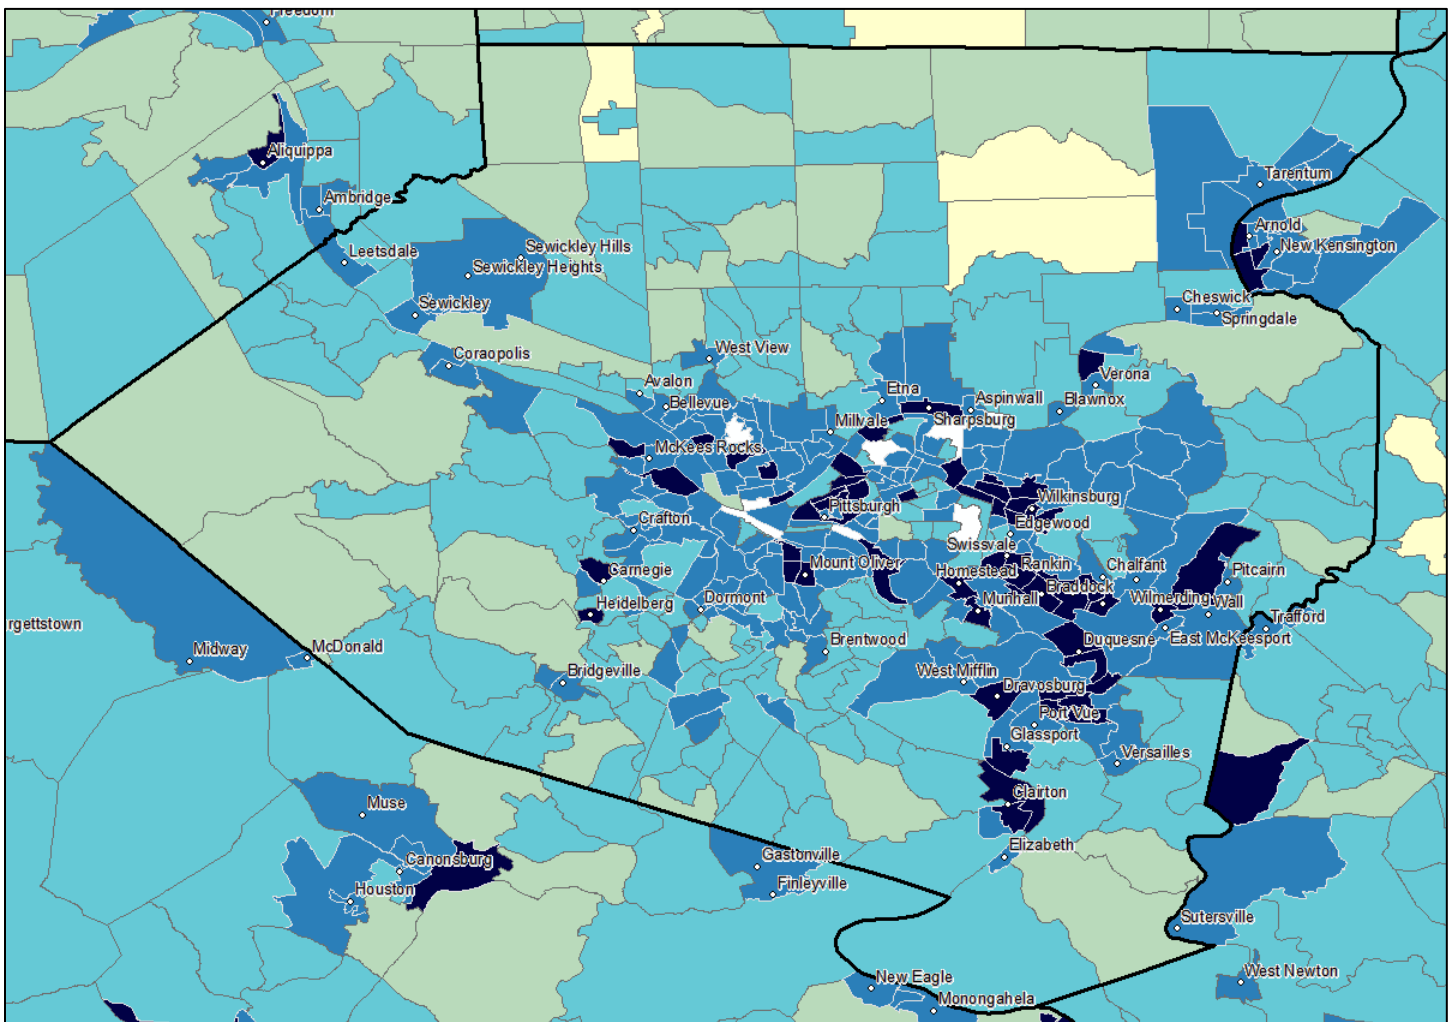 Freedom
Aliquippa
Tarentum
Ambridge
Arnold
Sewickley Hills
New Kensington
Leetsdale
Sewickley Heights
Cheswick
Sewickley
Springdale
West View
Coraopolis
Verona
Avalon
Etna
Aspinwall
Blawnox
Bellevue
Millvale
Sharpsburg
McKees Rocks
Wilkinsburg
Pittsburgh
Crafton
Edgewood
Swissvale
Mount Oliver
Rankin
Chalfant
Carnegie
Homestead
Pitcairn
Braddock
Heidelberg
Dormont
Munhall
Wilmerding
Wall
Trafford
rgettstown
Brentwood
Duquesne
East McKeesport
Midway
McDonald
Bridgeville
West Mifflin
Dravosburg
Port Vue
Glassport
Versailles
Clairton
Muse
Elizabeth
Gastonville
Canonsburg
Finleyville
Houston
Sutersville
West Newton
New Eagle
Monongahela